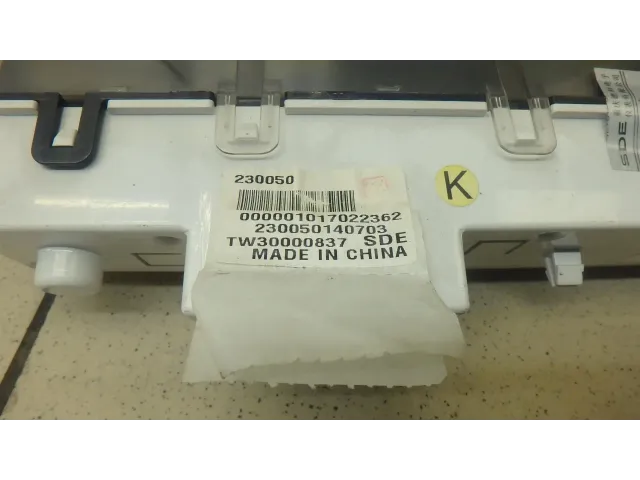 230050
000001017022362
230050140703
TW30000837 SDE
MADE IN CHINA
K
SDE